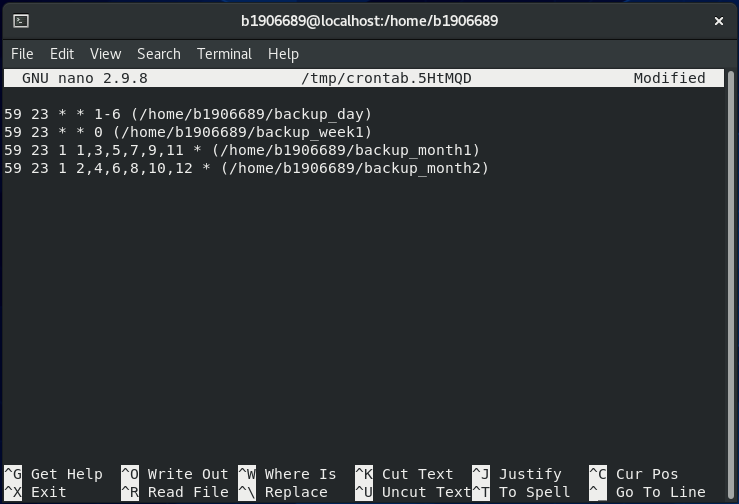 b1906689@localhost:/home/b1906689
File Edit View Search Terminal Help
GNU nano 2.9.8 /tmp/crontab.5HtMQD Modified
59 23 * * 1-6 (/home/b1906689/backup_day)
59 23 * * 0 (/home/b1906689/backup_week1)
59 23 1 1,3,5,7,9,11 * (/home/b1906689/backup_month1)
59 23 1 2,4,6,8,10,12 * (/home/b1906689/backup_month2)
^G Get Help ^O Write Out ^W Where Is ^K Cut Text ^J Justify ^C Cur Pos
^X Exit ^R Read File ^\ Replace ^U Uncut Text ^T To Spell ^_ Go To Line